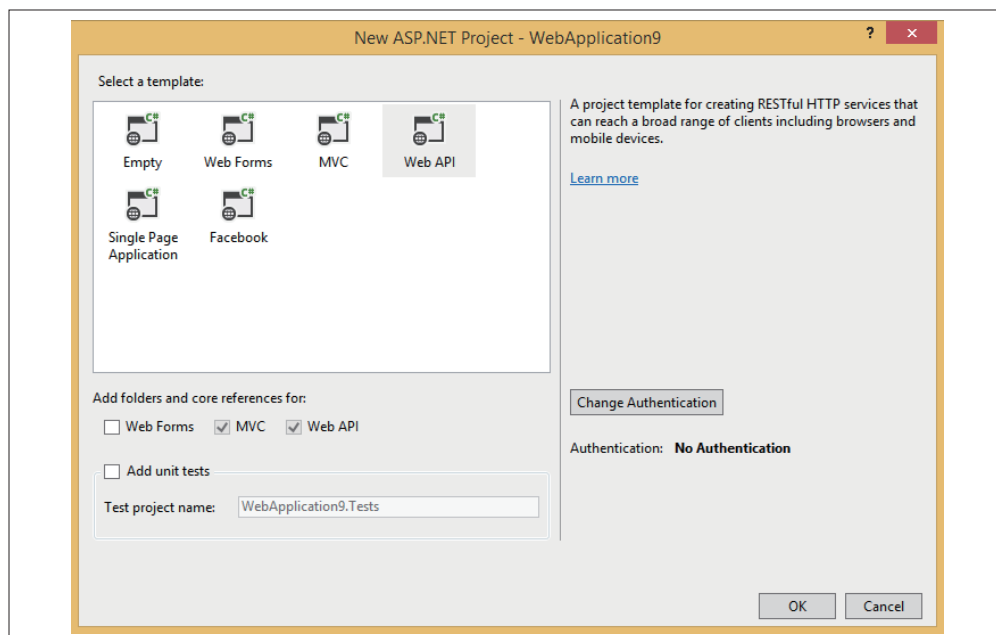 New ASP.NET Project - WebApplication9
?
×
Select a template:
C#
C#
C#
C#
Empty
Web Forms
MVC
Web API
C#
C#
Single Page
Application
Facebook
A project template for creating RESTful HTTP services that
can reach a broad range of clients including browsers and
mobile devices.
Learn more
Add folders and core references for:
Web Forms
MVC
Web API
Add unit tests
Test project name:
WebApplication9.Tests
Change Authentication
Authentication: No Authentication
OK
Cancel